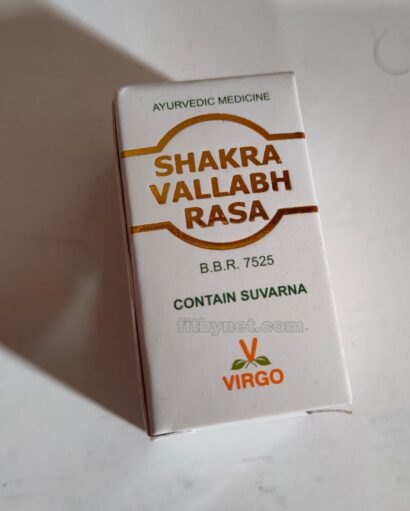 AYURVEDIC MEDICINE
SHAKRA
VALLABH
RASA
B.B.R. 7525
CONTAIN SUVARNA
fitbynet.com
VIRGO